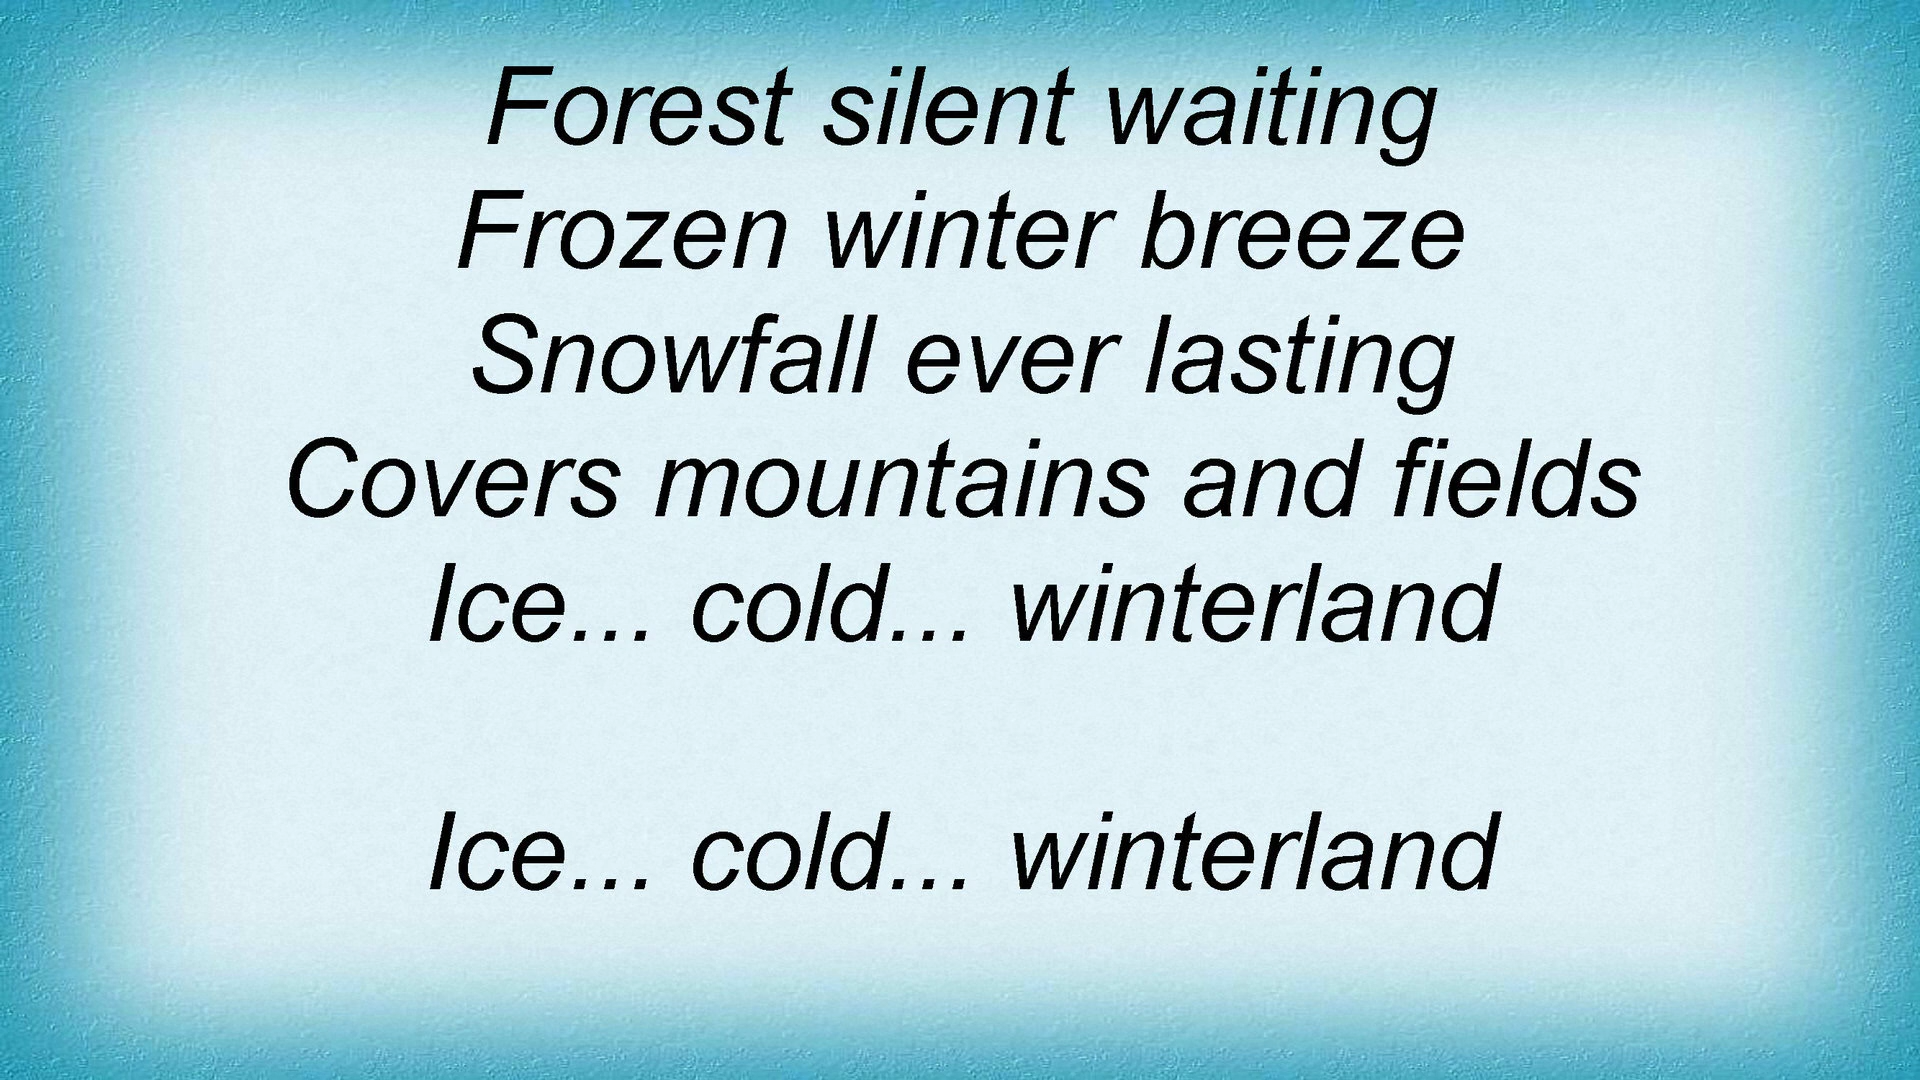 Forest silent waiting
Frozen winter breeze
Snowfall ever lasting
Covers mountains and fields
Ice... cold... winterland
Ice... cold... winterland